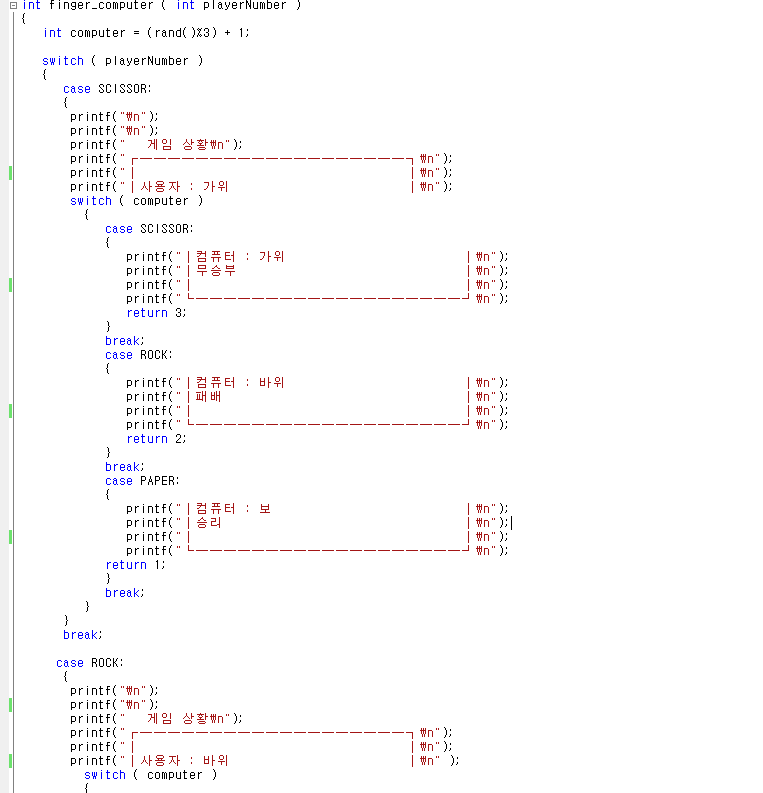 int finger_computer ( int playerNumber )
{
int computer = (rand()%3) + 1;
switch ( playerNumber )
{
case SCISSOR:
{
printf("₩n");
printf("₩n");
printf("   게임 상황₩n");
printf("┌──────────────────────────┐₩n");
printf("|                          |₩n");
printf("|사용자 : 가위                          |₩n");
switch ( computer )
{
case SCISSOR:
{
printf("|컴퓨터 : 가위                          |₩n");
printf("|무승부                          |₩n");
printf("|                          |₩n");
printf("└──────────────────────────┘₩n");
return 3;
}
break;
case ROCK:
{
printf("|컴퓨터 : 바위                          |₩n");
printf("|패배                          |₩n");
printf("|                          |₩n");
printf("└──────────────────────────┘₩n");
return 2;
}
break;
case PAPER:
{
printf("|컴퓨터 : 보                          |₩n");
printf("|승리                          |₩n");
printf("|                          |₩n");
printf("└──────────────────────────┘₩n");
return 1;
}
break;
}
}
break;
case ROCK:
{
printf("₩n");
printf("₩n");
printf("   게임 상황₩n");
printf("┌──────────────────────────┐₩n");
printf("|                          |₩n");
printf("|사용자 : 바위                          |₩n" );
switch ( computer )
{